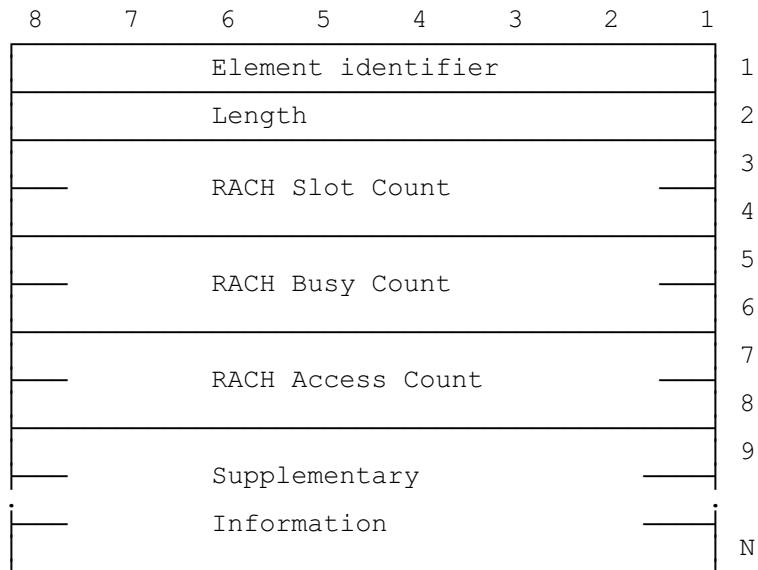 8 7 6 5 4 3 2 1
Element identifier 1
Length 2
3
RACH Slot Count
4
5
RACH Busy Count
6
7
RACH Access Count
8
9
Supplementary
Information
N